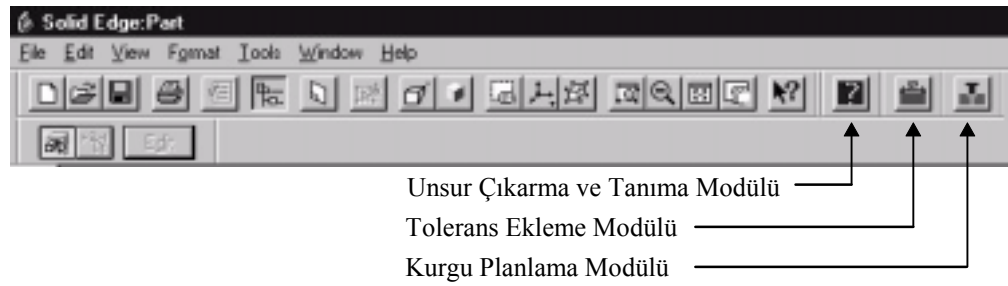 Solid Edge:Part
File Edit View Format Tools Window Help
Edit
Unsur Çıkarma ve Tanıma Modülü
Tolerans Ekleme Modülü
Kurgu Planlama Modülü